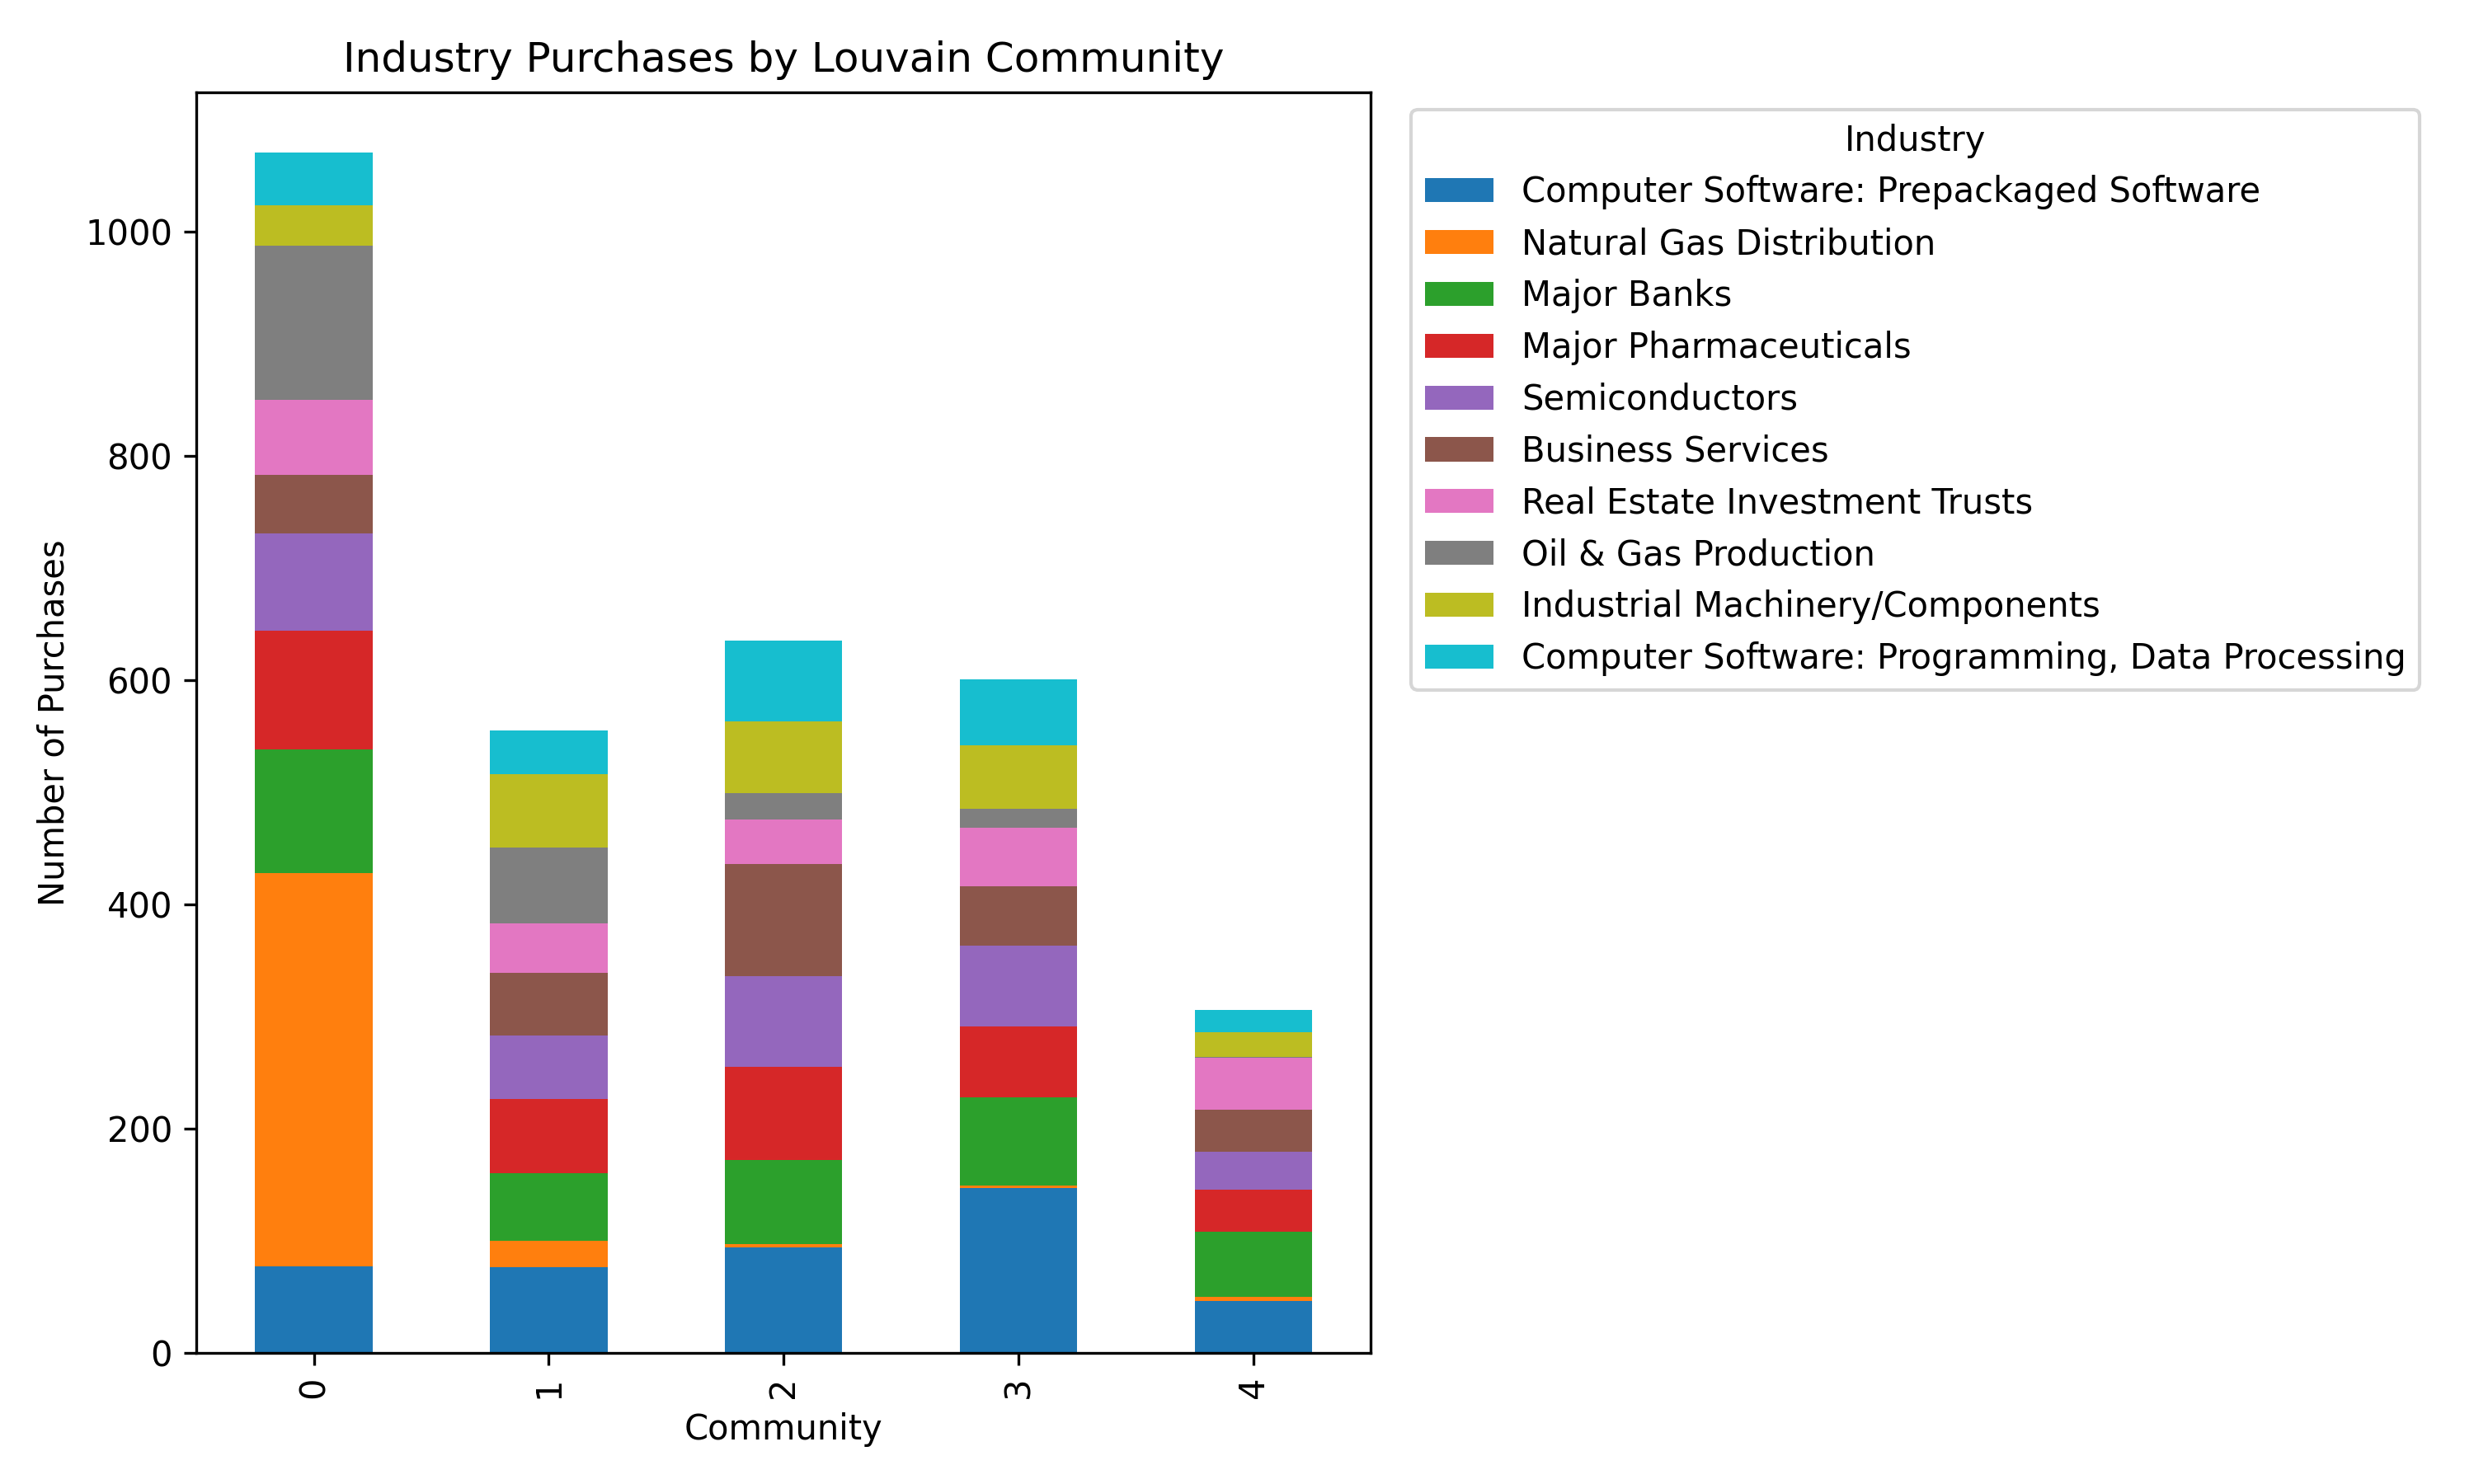 Industry Purchases by Louvain Community
Number of Purchases
1000
800
600
400
200
0
0
1
2
3
4
Community
Industry
Computer Software: Prepackaged Software
Natural Gas Distribution
Major Banks
Major Pharmaceuticals
Semiconductors
Business Services
Real Estate Investment Trusts
Oil & Gas Production
Industrial Machinery/Components
Computer Software: Programming, Data Processing